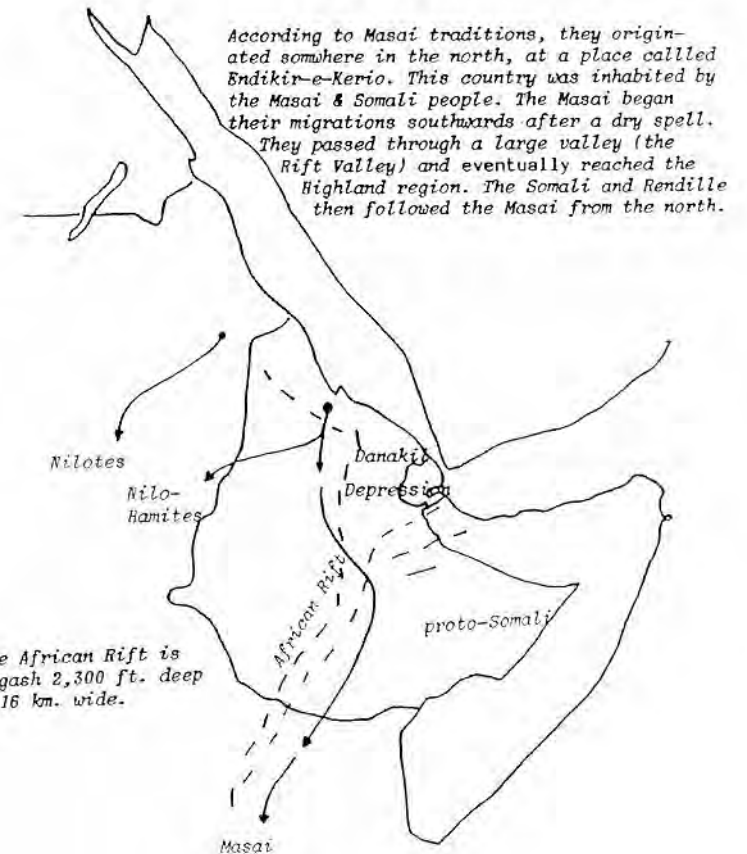 According to Masai traditions, they origin-
ated somwhere in the north, at a place callled
Endikir-e-Kerio. This country was inhabited by
the Masai & Somali people. The Masai began
their migrations southwards after a dry spell.
They passed through a large valley (the
Rift Valley) and eventually reached the
Highland region. The Somali and Rendille
then followed the Masai from the north.
Nilotes
Nilo-
Hamites
Danakil
Depression
African Rift
proto-Somali
e African Rift is
gash 2,300 ft. deep
16 km. wide.
Masai